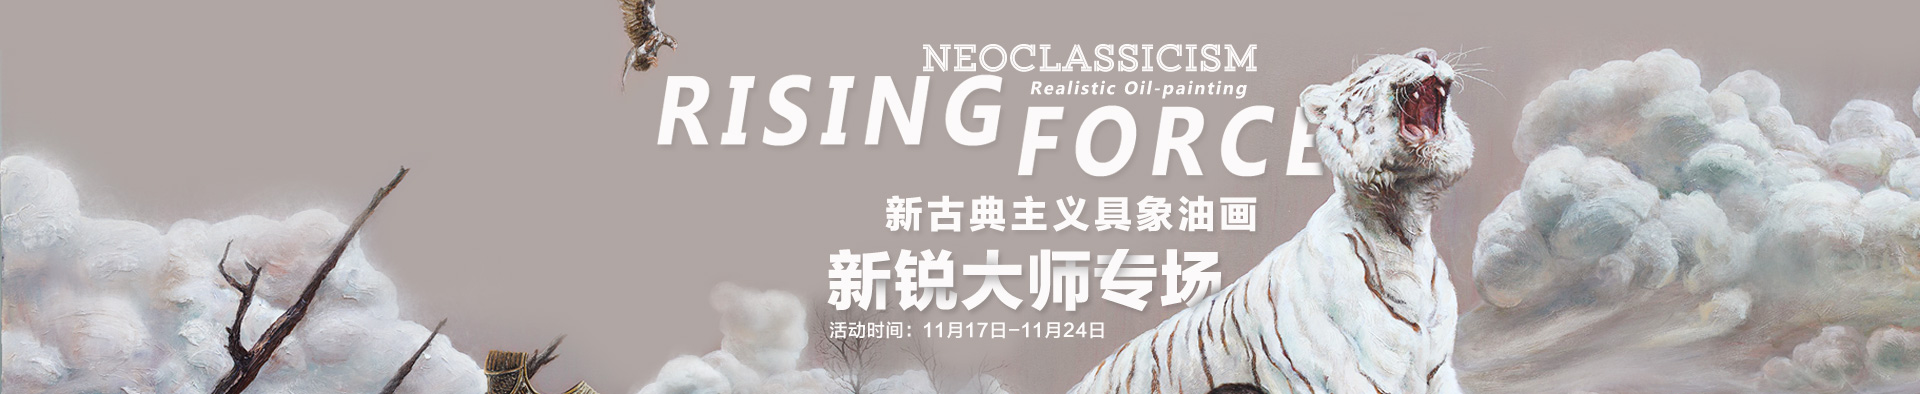 NEOCLASSICISM
RISING
Realistic Oil-painting
FORCE
新古典主义具象油画
新锐大师专场
活动时间：11月17日-11月24日